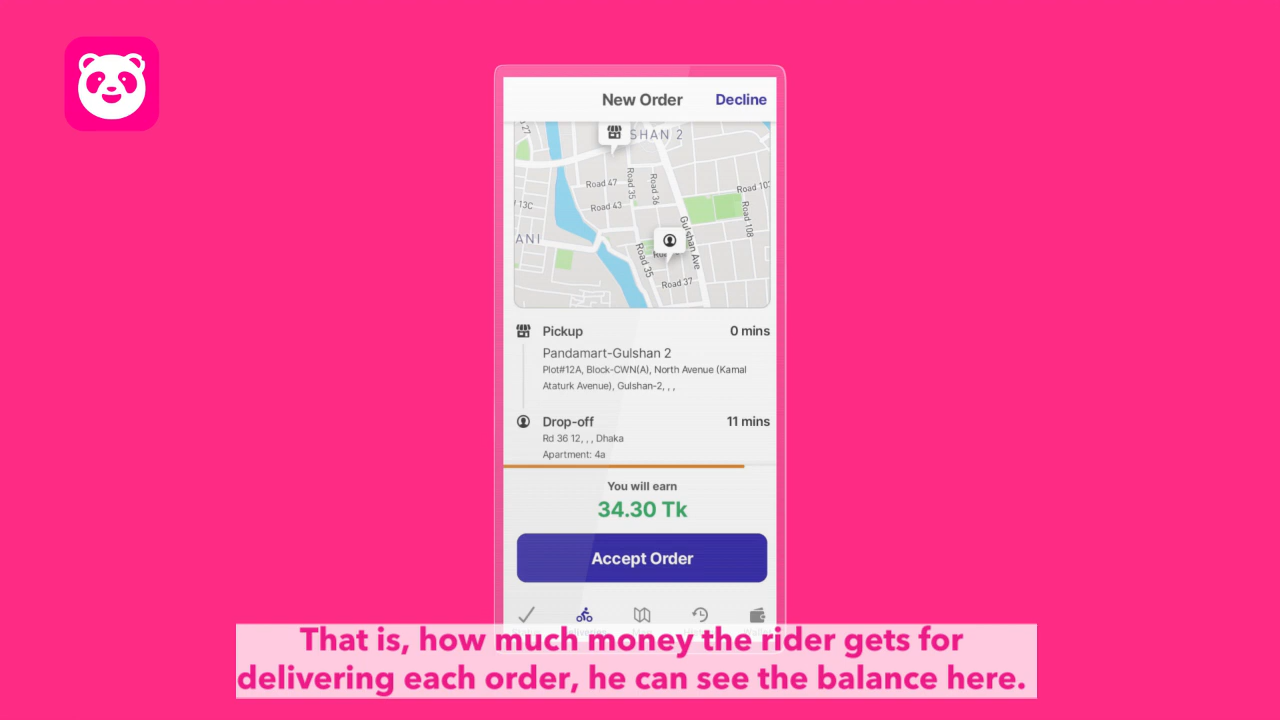 New Order
Decline
SHAN 2
27
Road 47
Road 35
Road 36
Road 10
13C
Road 43
Road 108
ANI
Gulshan Ave
Road 35
Road 37
Pickup
0 mins
Pandamart-Gulshan 2
Plot#12A, Block-CWN(A), North Avenue (Kamal
Ataturk Avenue), Gulshan-2, , ,
Drop-off
11 mins
Rd 36 12, , , Dhaka
Apartment: 4a
You will earn
34.30 Tk
Accept Order
That is, how much money the rider gets for
delivering each order, he can see the balance here.